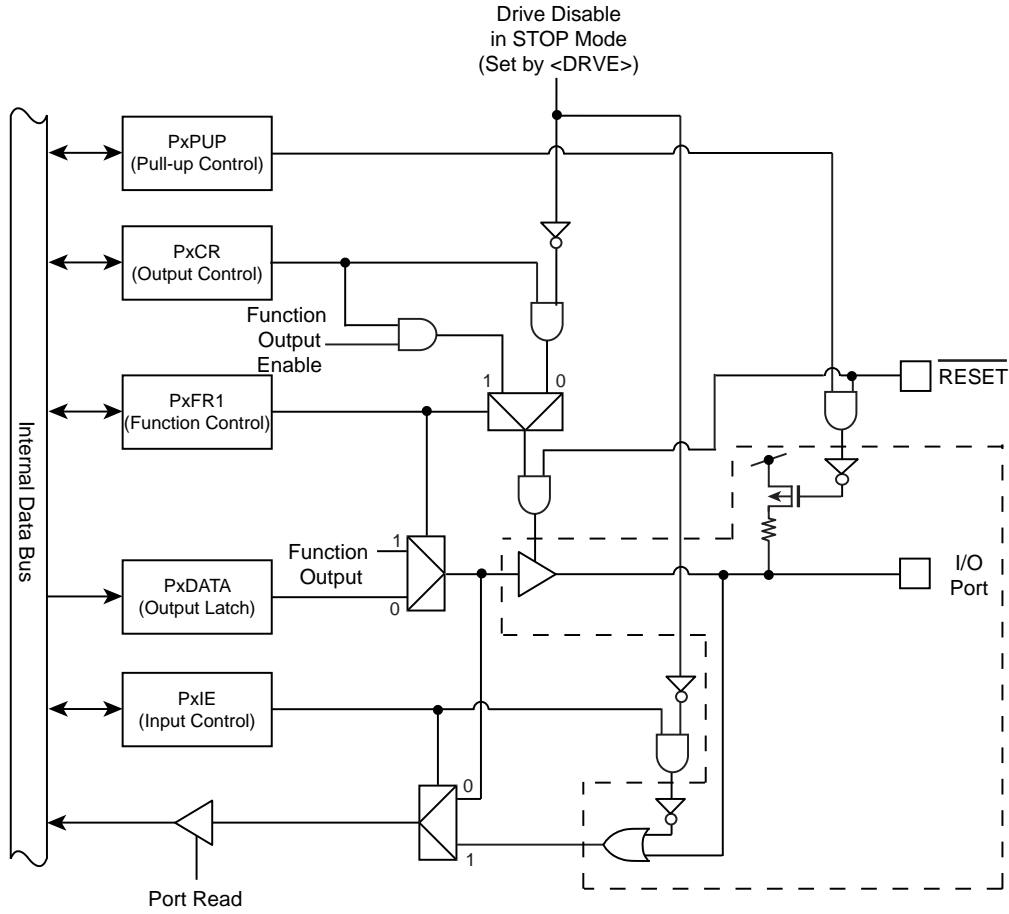 Drive Disable
in STOP Mode
(Set by <DRVE>)
PxPUP
(Pull-up Control)
PxCR
(Output Control)
Function
Output
Enable
1
0
RESET
PxFR1
(Function Control)
Internal Data Bus
Function
Output
1
0
I/O
Port
PxDATA
(Output Latch)
PxIE
(Input Control)
0
1
Port Read